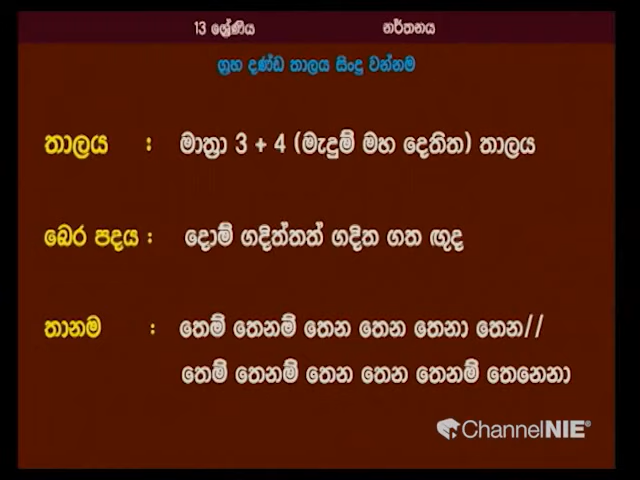 13 ශ්‍රේණිය නර්තනය
ග්‍රහ දණ්ඩ තාලය සිංදු වන්නම
තාලය : මාත්‍රා 3 + 4 (මැදුම් මහ දෙතිත) තාලය
බෙර පදය : දොම් ගදිත්තත් ගදිත ගත ඟුද
තානම : තෙම් තෙනම් තෙන තෙන තෙනා තෙන//
තෙම් තෙනම් තෙන තෙන තෙනම් තෙනෙනා
ChannelNIE®